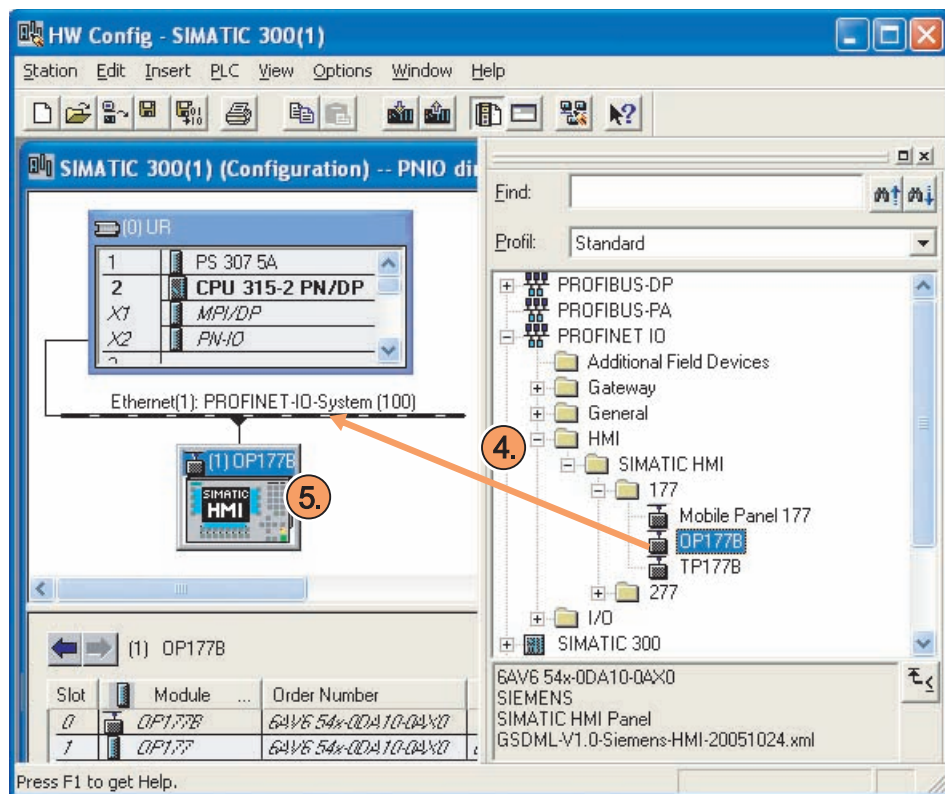 HW Config - SIMATIC 300(1)
Station Edit Insert PLC View Options Window Help
SIMATIC 300(1) (Configuration) -- PNIO di
(0) UR
1 PS 307 5A
2 CPU 315-2 PN/DP
X1 MPI/DP
X2 PN-IO
Ethernet(1): PROFINET-IO-System (100)
(1) OP177B
SIMATIC
HMI
5.
4.
Find:
Profil: Standard
PROFIBUS-DP
PROFIBUS-PA
PROFINET IO
Additional Field Devices
Gateway
General
HMI
SIMATIC HMI
177
Mobile Panel 177
OP177B
TP177B
277
I/O
SIMATIC 300
6AV6 54x-0DA10-0AX0
SIEMENS
SIMATIC HMI Panel
GSDML-V1.0-Siemens-HMI-20051024.xml
(1) OP177B
Slot Module ... Order Number
0 OP177B 6AV6 54x-0DA10-0AX0
1 OP177 6AV6 54x-0DA10-0AX0
Press F1 to get Help.